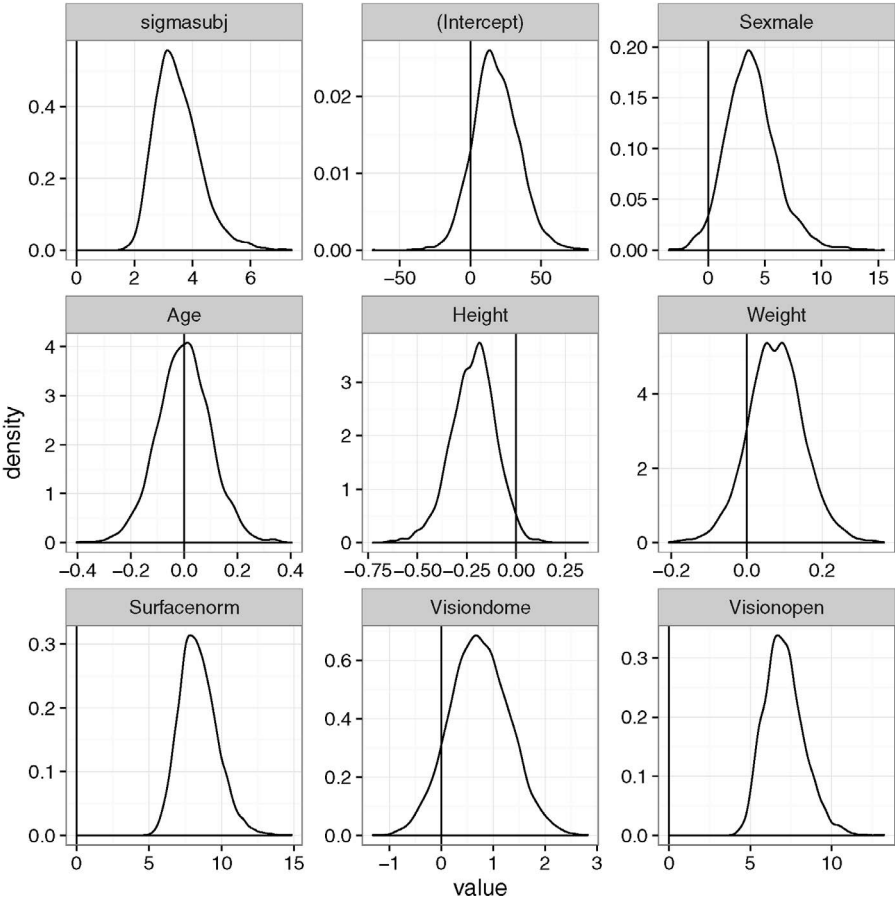 sigmasubj (Intercept) Sexmale
0.4
0.2
0.0
0 2 4 6
0.02
0.01
0.00
−50 0 50
0.20
0.15
0.10
0.05
0.00
0 5 10 15
Age Height Weight
4
3
2
1
0
−0.4 −0.2 0.0 0.2 0.4
3
2
1
0
−0.75 −0.50 −0.25 0.00 0.25
4
2
0
−0.2 0.0 0.2
density
Surfacenorm Visiondome Visionopen
0.3
0.2
0.1
0.0
0 5 10 15
0.6
0.4
0.2
0.0
−1 0 1 2 3
0.3
0.2
0.1
0.0
0 5 10
value